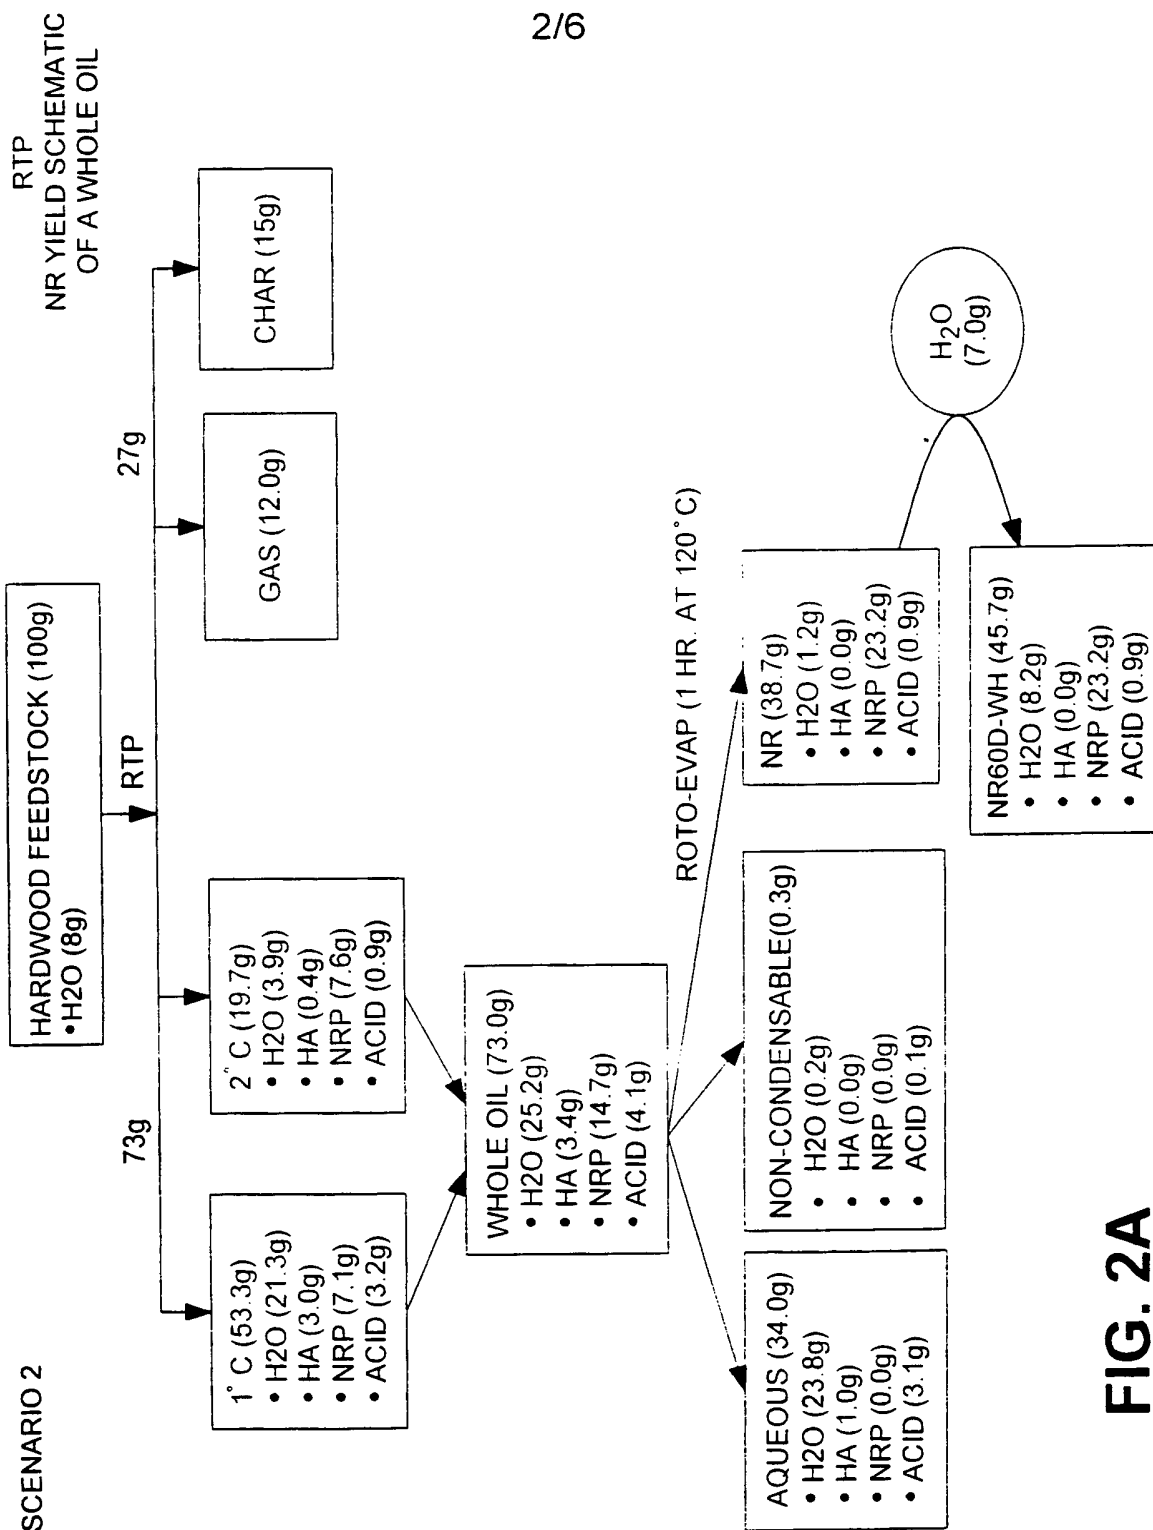 2/6
SCENARIO 2
RTP
NR YIELD SCHEMATIC
OF A WHOLE OIL
HARDWOOD FEEDSTOCK (100g)
•H2O (8g)
RTP
73g
27g
1° C (53.3g)
• H2O (21.3g)
• HA (3.0g)
• NRP (7.1g)
• ACID (3.2g)
2° C (19.7g)
• H2O (3.9g)
• HA (0.4g)
• NRP (7.6g)
• ACID (0.9g)
GAS (12.0g)
CHAR (15g)
WHOLE OIL (73.0g)
• H2O (25.2g)
• HA (3.4g)
• NRP (14.7g)
• ACID (4.1g)
ROTO-EVAP (1 HR. AT 120°C)
AQUEOUS (34.0g)
• H2O (23.8g)
• HA (1.0g)
• NRP (0.0g)
• ACID (3.1g)
NON-CONDENSABLE(0.3g)
• H2O (0.2g)
• HA (0.0g)
• NRP (0.0g)
• ACID (0.1g)
NR (38.7g)
• H2O (1.2g)
• HA (0.0g)
• NRP (23.2g)
• ACID (0.9g)
H₂O
(7.0g)
NR60D-WH (45.7g)
• H2O (8.2g)
• HA (0.0g)
• NRP (23.2g)
• ACID (0.9g)
FIG. 2A